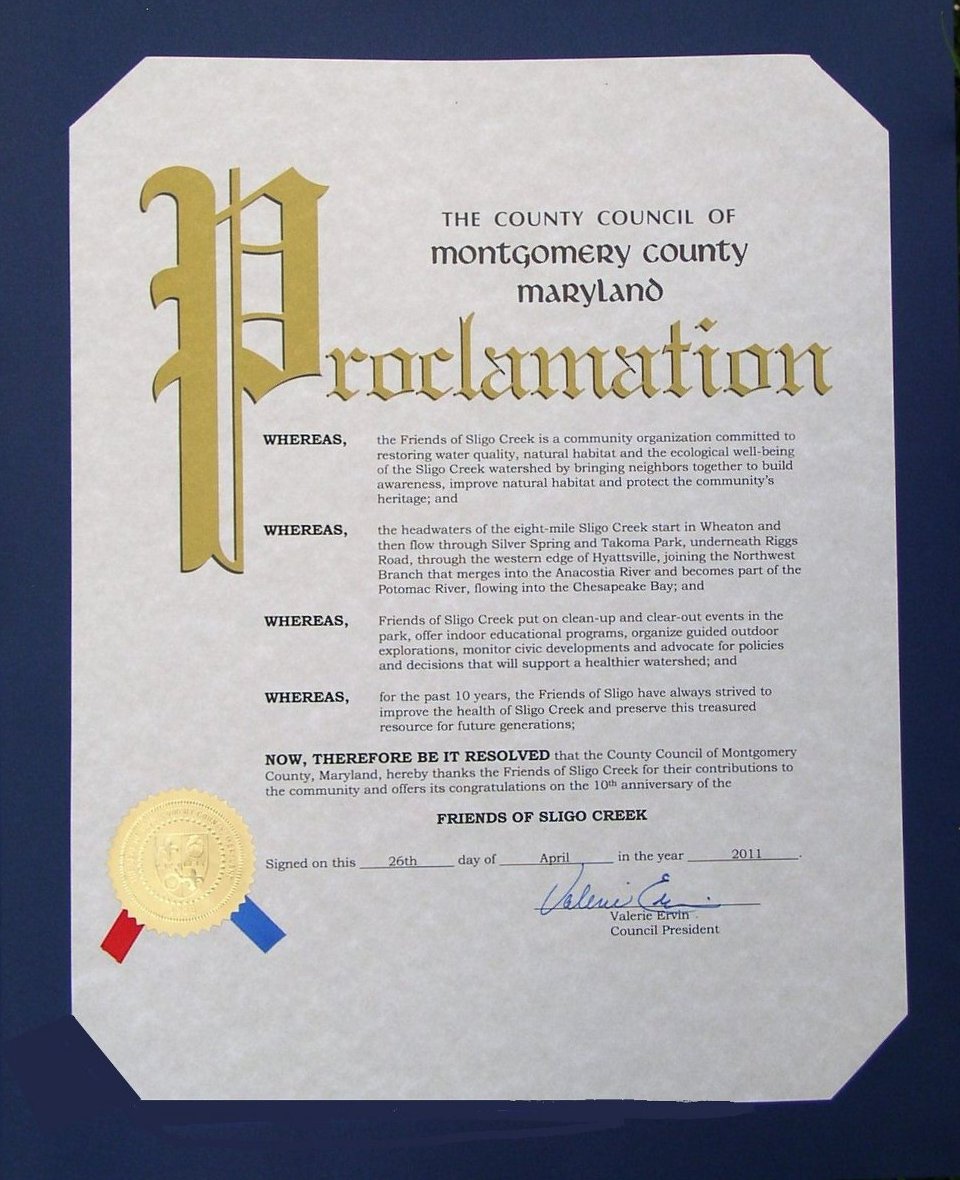 THE COUNTY COUNCIL OF
MONTGOMERY COUNTY
MARYLAND
Proclamation
WHEREAS, the Friends of Sligo Creek is a community organization committed to
restoring water quality, natural habitat and the ecological well-being
of the Sligo Creek watershed by bringing neighbors together to build
awareness, improve natural habitat and protect the community's
heritage; and
WHEREAS, the headwaters of the eight-mile Sligo Creek start in Wheaton and
then flow through Silver Spring and Takoma Park, underneath Riggs
Road, through the western edge of Hyattsville, joining the Northwest
Branch that merges into the Anacostia River and becomes part of the
Potomac River, flowing into the Chesapeake Bay; and
WHEREAS, Friends of Sligo Creek put on clean-up and clear-out events in the
park, offer indoor educational programs, organize guided outdoor
explorations, monitor civic developments and advocate for policies
and decisions that will support a healthier watershed; and
WHEREAS, for the past 10 years, the Friends of Sligo have always strived to
improve the health of Sligo Creek and preserve this treasured
resource for future generations;
NOW, THEREFORE BE IT RESOLVED that the County Council of Montgomery
County, Maryland, hereby thanks the Friends of Sligo Creek for their contributions to
the community and offers its congratulations on the 10th anniversary of the
FRIENDS OF SLIGO CREEK
Signed on this 26th day of April in the year 2011.
Valerie Ervin
Valerie Ervin
Council President